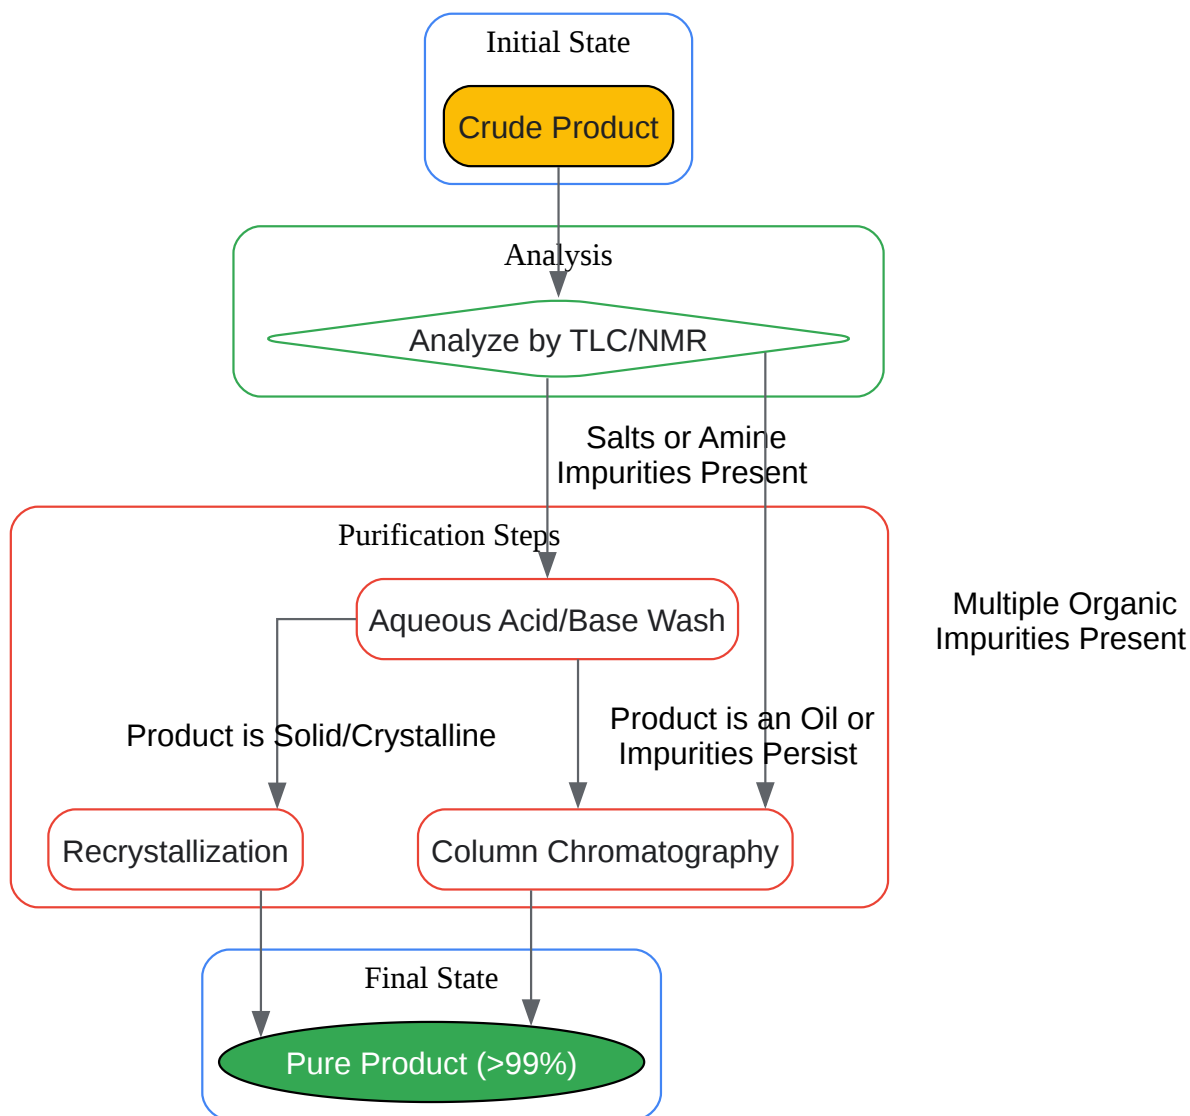 Initial State
Crude Product
Analysis
Analyze by TLC/NMR
Salts or Amine
Impurities Present
Purification Steps
Aqueous Acid/Base Wash
Multiple Organic
Impurities Present
Product is Solid/Crystalline
Product is an Oil or
Impurities Persist
Recrystallization
Column Chromatography
Final State
Pure Product (>99%)